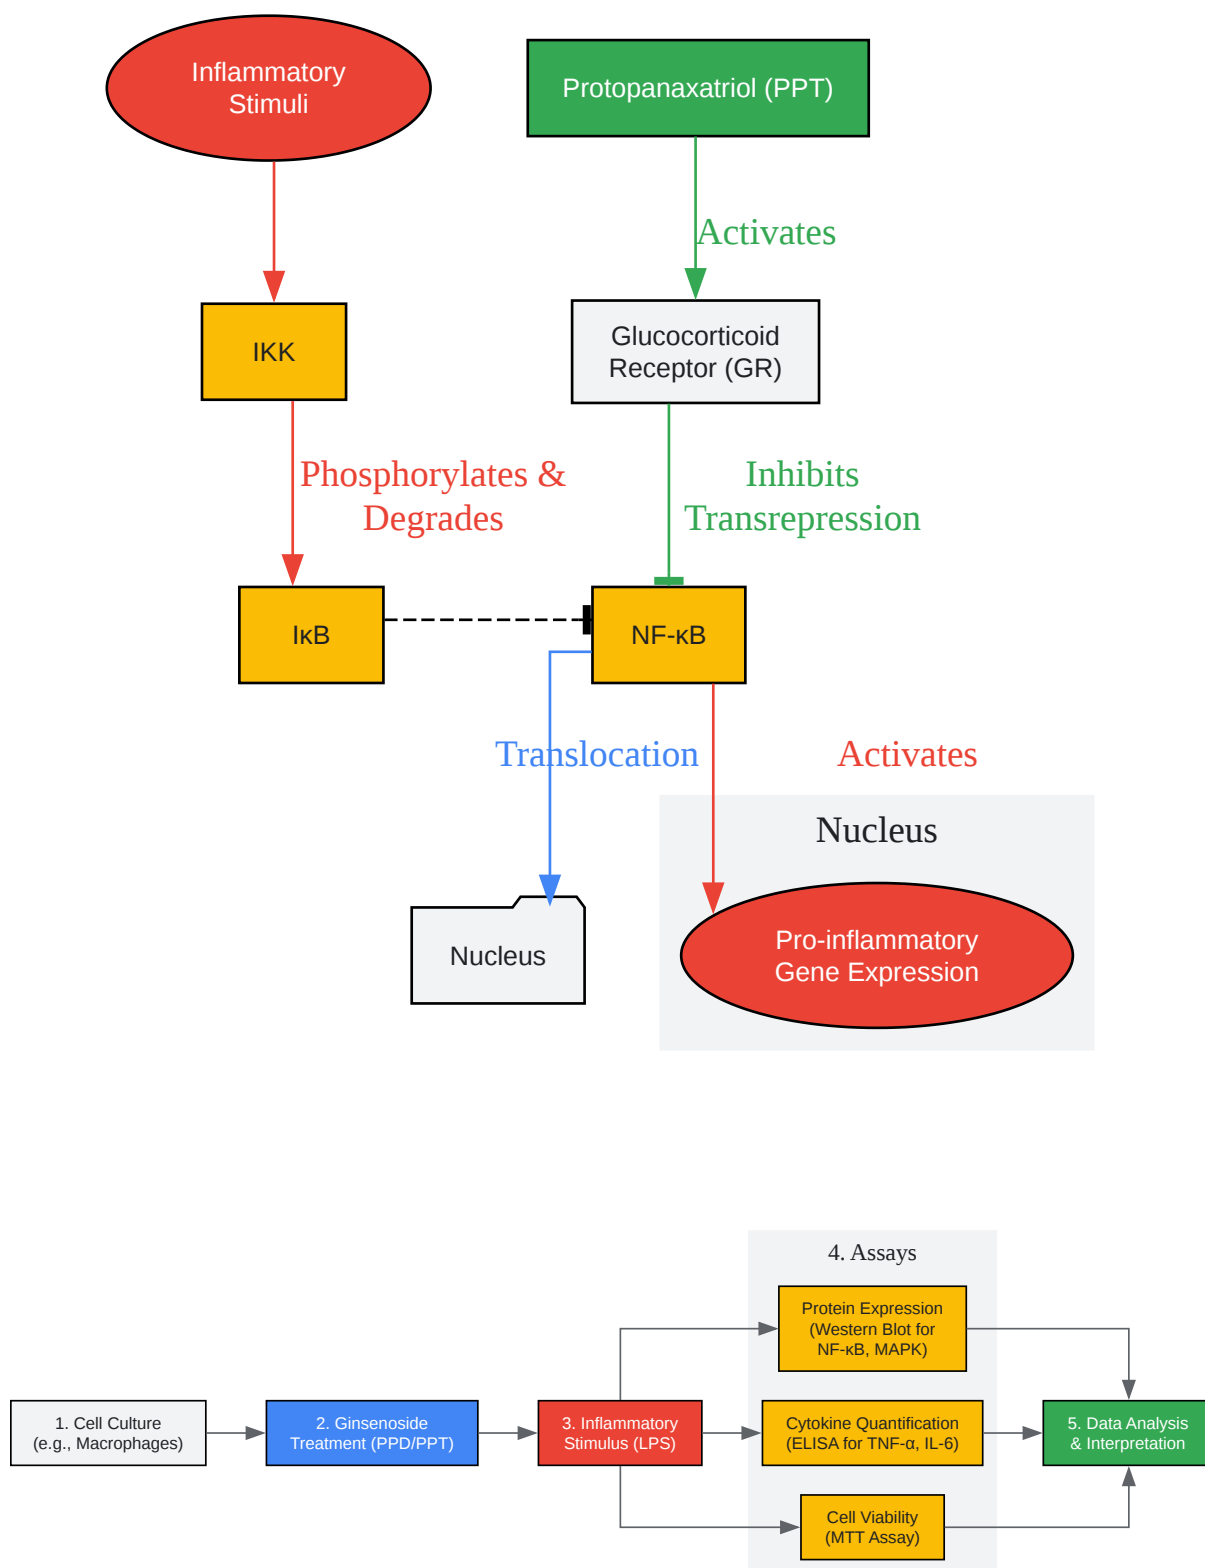 Inflammatory
Stimuli
Protopanaxatriol (PPT)
Activates
IKK
Glucocorticoid
Receptor (GR)
Phosphorylates &
Degrades
Inhibits
Transrepression
IκB
NF-κB
Translocation
Activates
Nucleus
Nucleus
Pro-inflammatory
Gene Expression
4. Assays
Protein Expression
(Western Blot for
NF-κB, MAPK)
1. Cell Culture
(e.g., Macrophages)
2. Ginsenoside
Treatment (PPD/PPT)
3. Inflammatory
Stimulus (LPS)
Cytokine Quantification
(ELISA for TNF-α, IL-6)
5. Data Analysis
& Interpretation
Cell Viability
(MTT Assay)